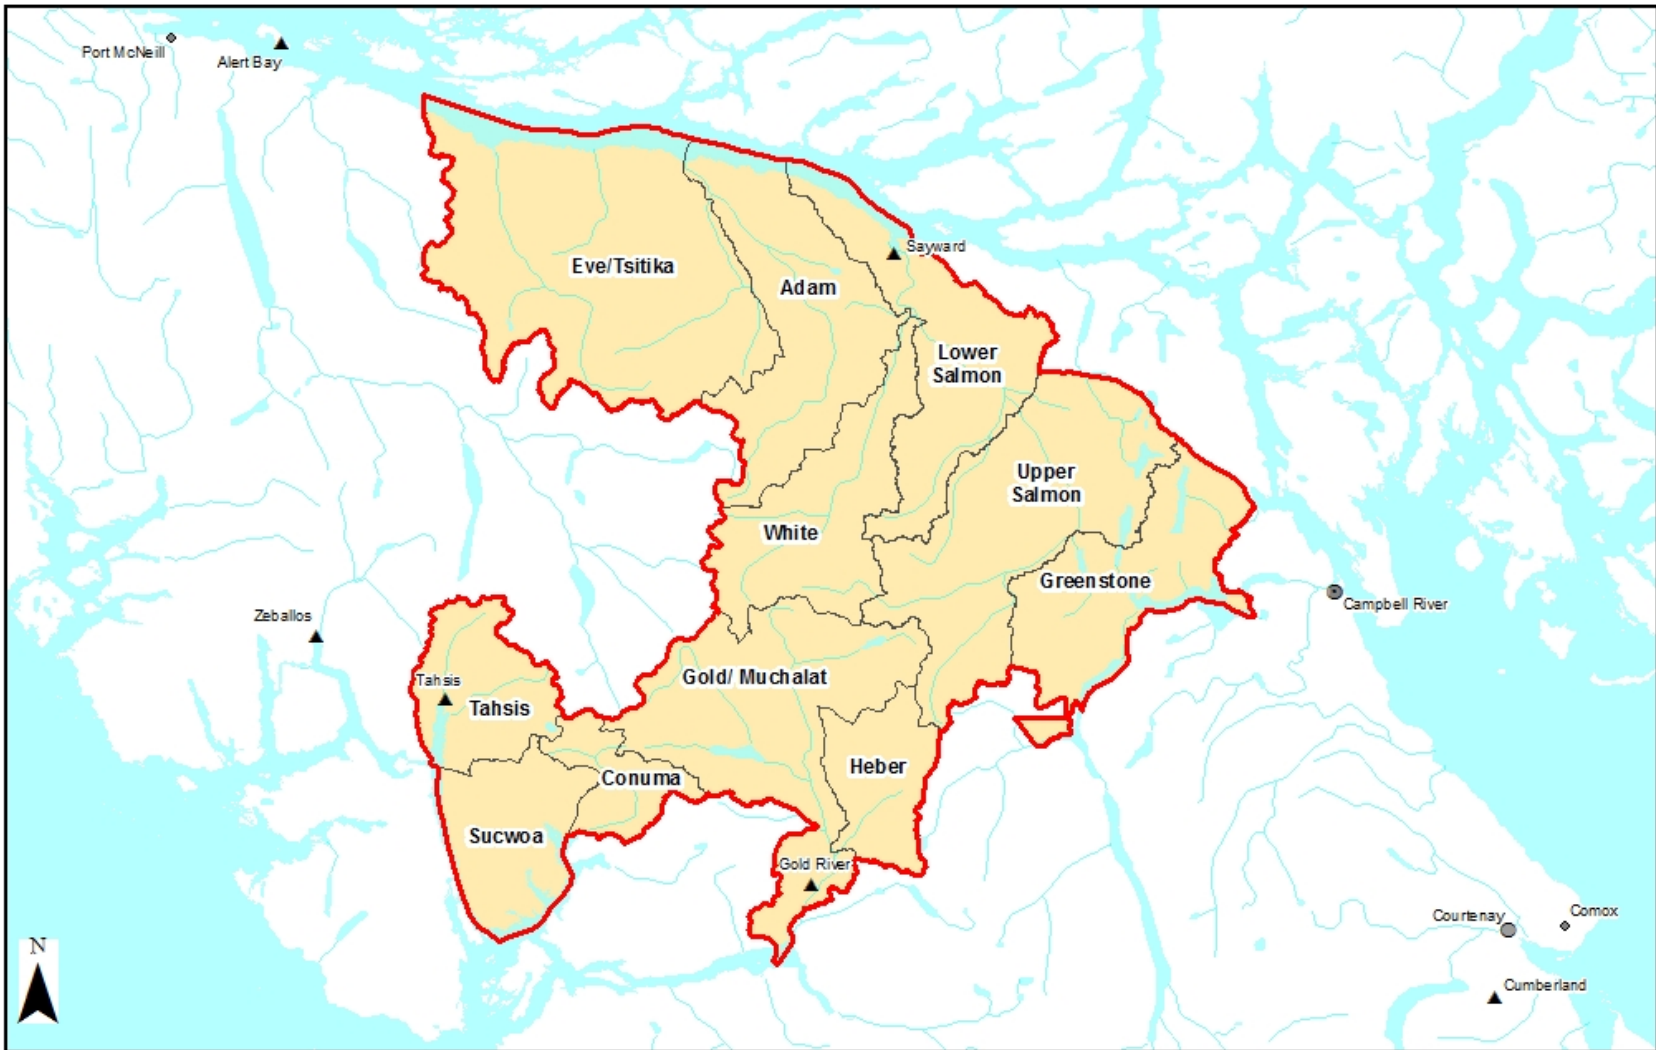 Port McNeill
Alert Bay
Sayward
Eve/Tsitika
Adam
Lower
Salmon
Upper
Salmon
White
Greenstone
Campbell River
Zeballos
Tahsis
Gold/ Muchalat
Tahsis
Heber
Conuma
Sucwoa
Gold River
Comox
Courtenay
N
Cumberland